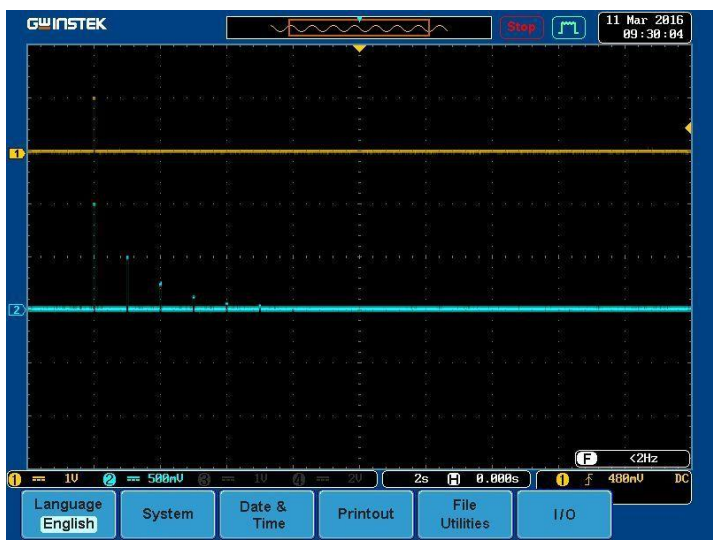 GWINSTEK
Stop
11 Mar 2016
09:30:04
1
2
F <2Hz
1 1V 2 500mV 3 1V 4 2V 2s H 0.000s 1 480mV DC
Language
English
System
Date &
Time
Printout
File
Utilities
I/O